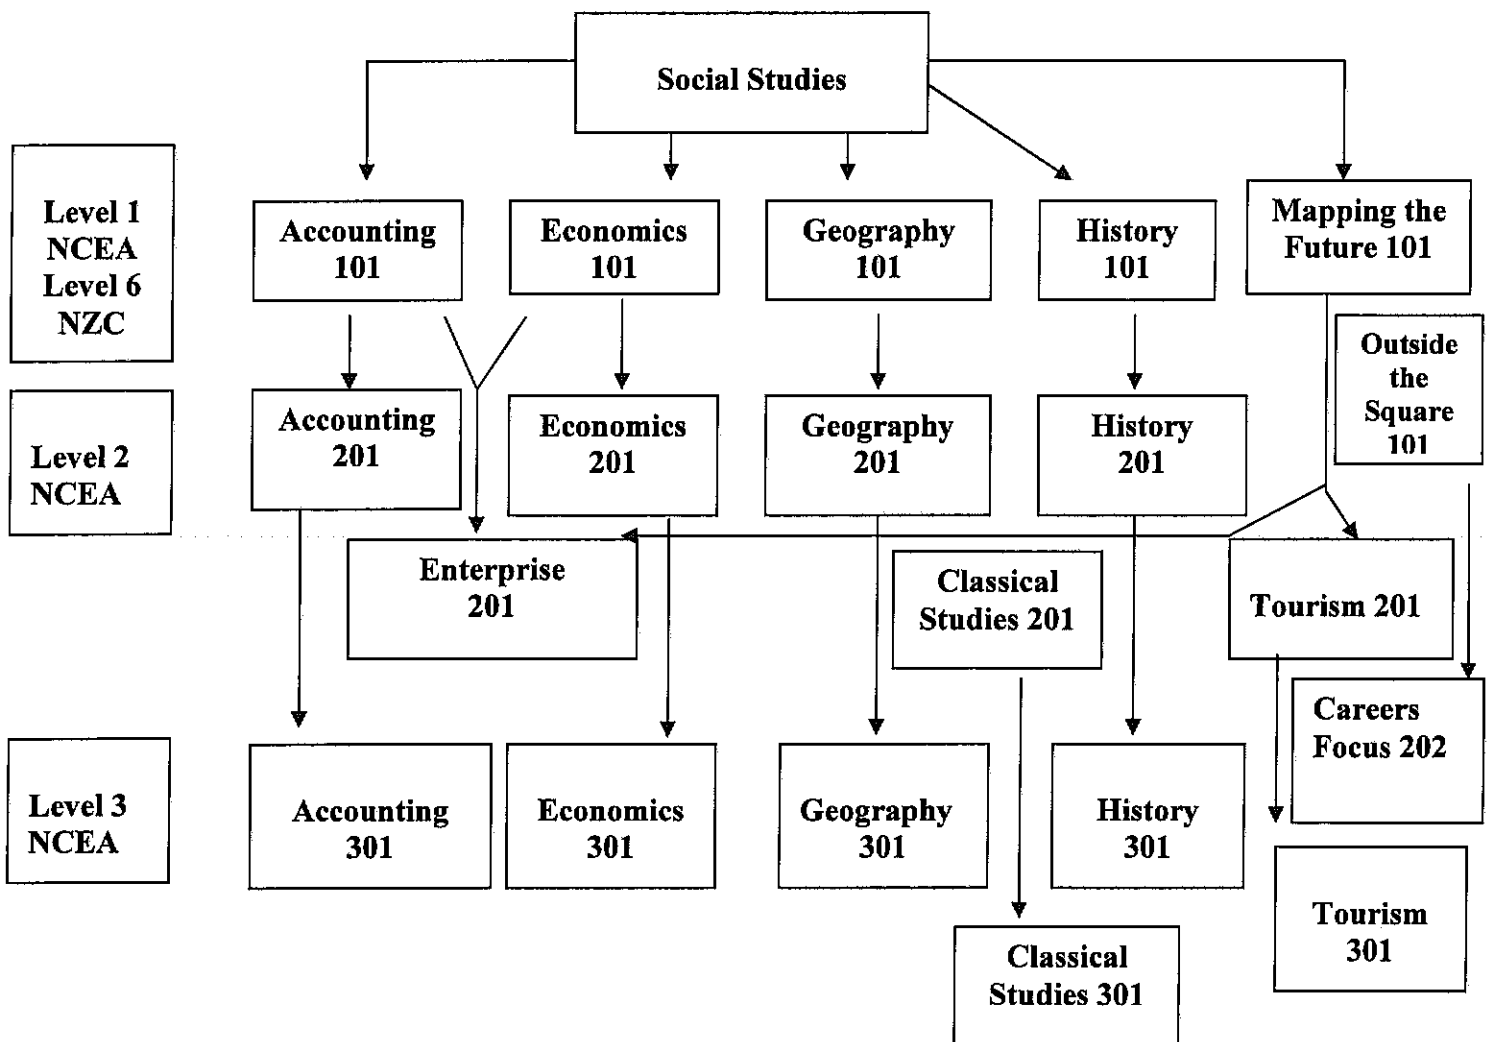 Social Studies
Level 1
NCEA
Level 6
NZC
Accounting
101
Economics
101
Geography
101
History
101
Mapping the
Future 101
Outside
the
Square
101
Level 2
NCEA
Accounting
201
Economics
201
Geography
201
History
201
Enterprise
201
Classical
Studies 201
Tourism 201
Careers
Focus 202
Level 3
NCEA
Accounting
301
Economics
301
Geography
301
History
301
Tourism
301
Classical
Studies 301